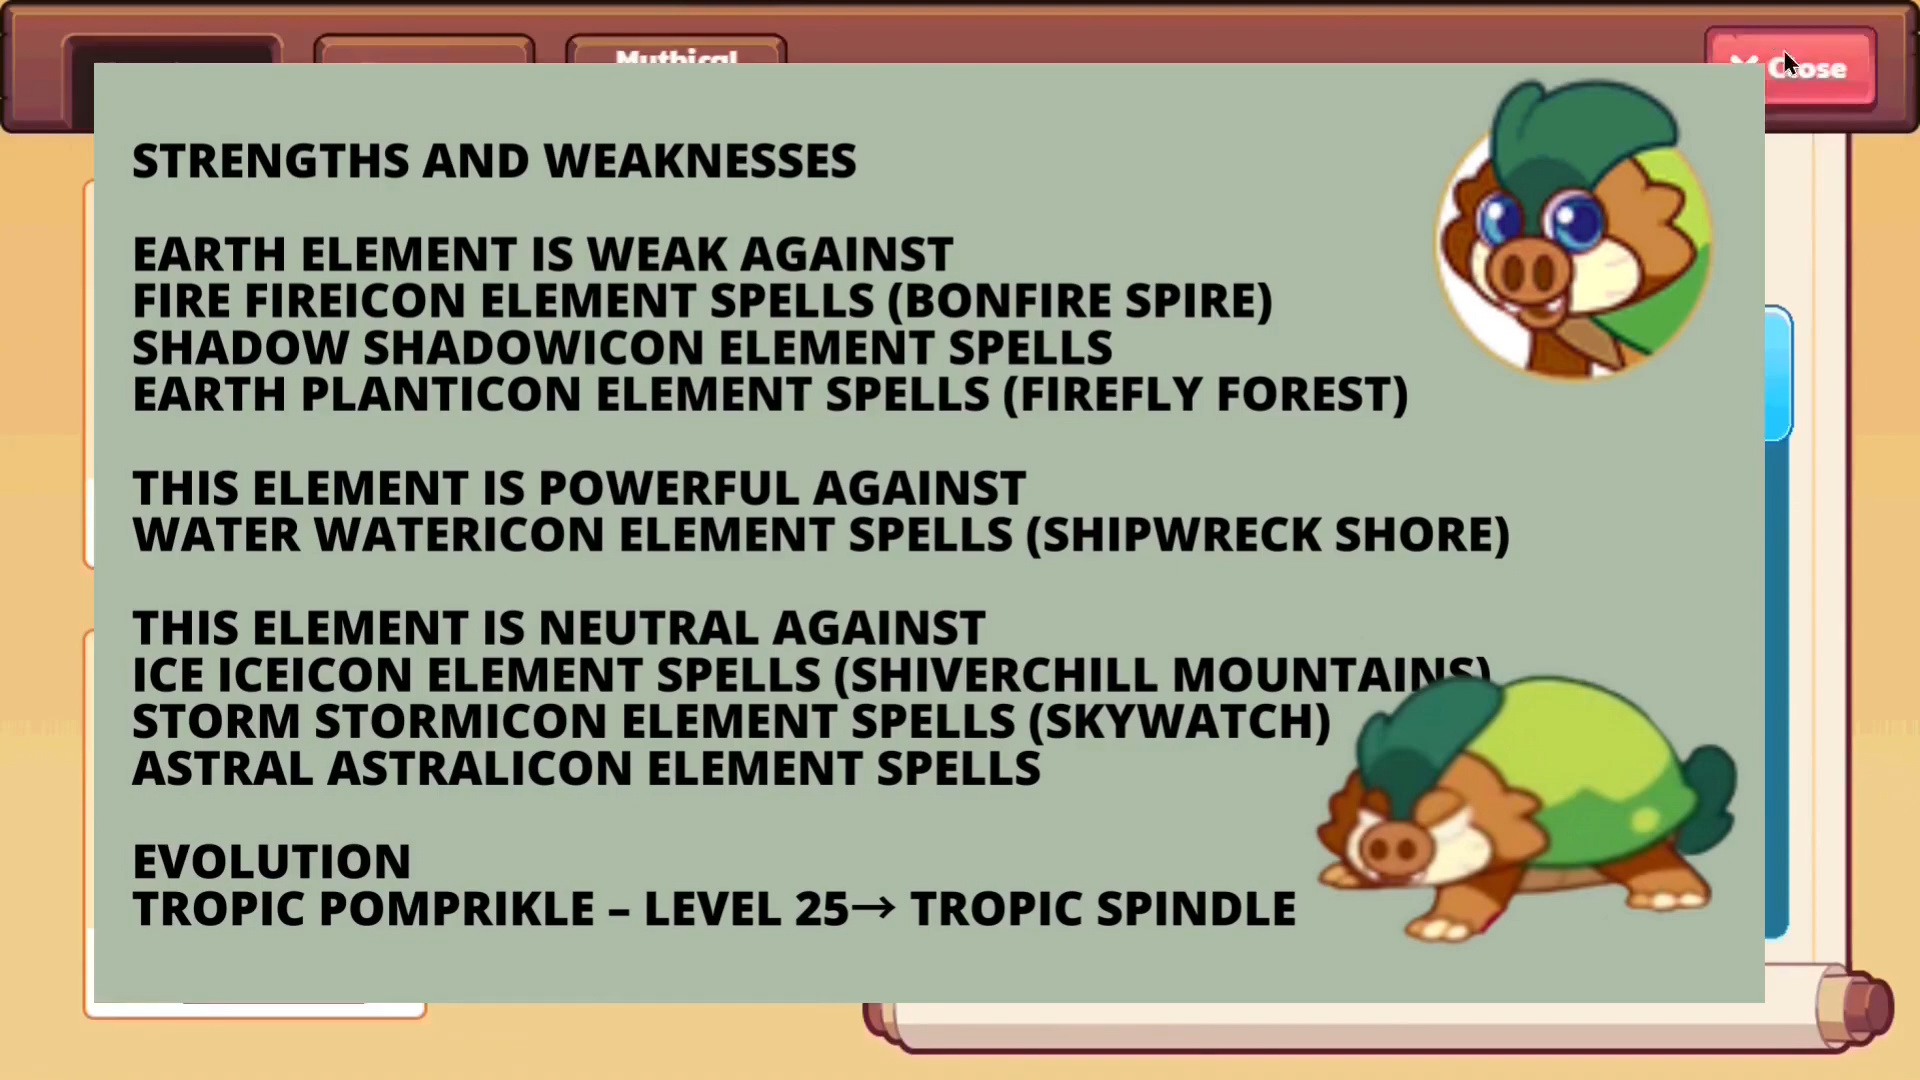 Mythical
Close
STRENGTHS AND WEAKNESSES
EARTH ELEMENT IS WEAK AGAINST
FIRE FIREICON ELEMENT SPELLS (BONFIRE SPIRE)
SHADOW SHADOWICON ELEMENT SPELLS
EARTH PLANTICON ELEMENT SPELLS (FIREFLY FOREST)
THIS ELEMENT IS POWERFUL AGAINST
WATER WATERICON ELEMENT SPELLS (SHIPWRECK SHORE)
THIS ELEMENT IS NEUTRAL AGAINST
ICE ICEICON ELEMENT SPELLS (SHIVERCHILL MOUNTAINS)
STORM STORMICON ELEMENT SPELLS (SKYWATCH)
ASTRAL ASTRALICON ELEMENT SPELLS
EVOLUTION
TROPIC POMPRIKLE – LEVEL 25→ TROPIC SPINDLE